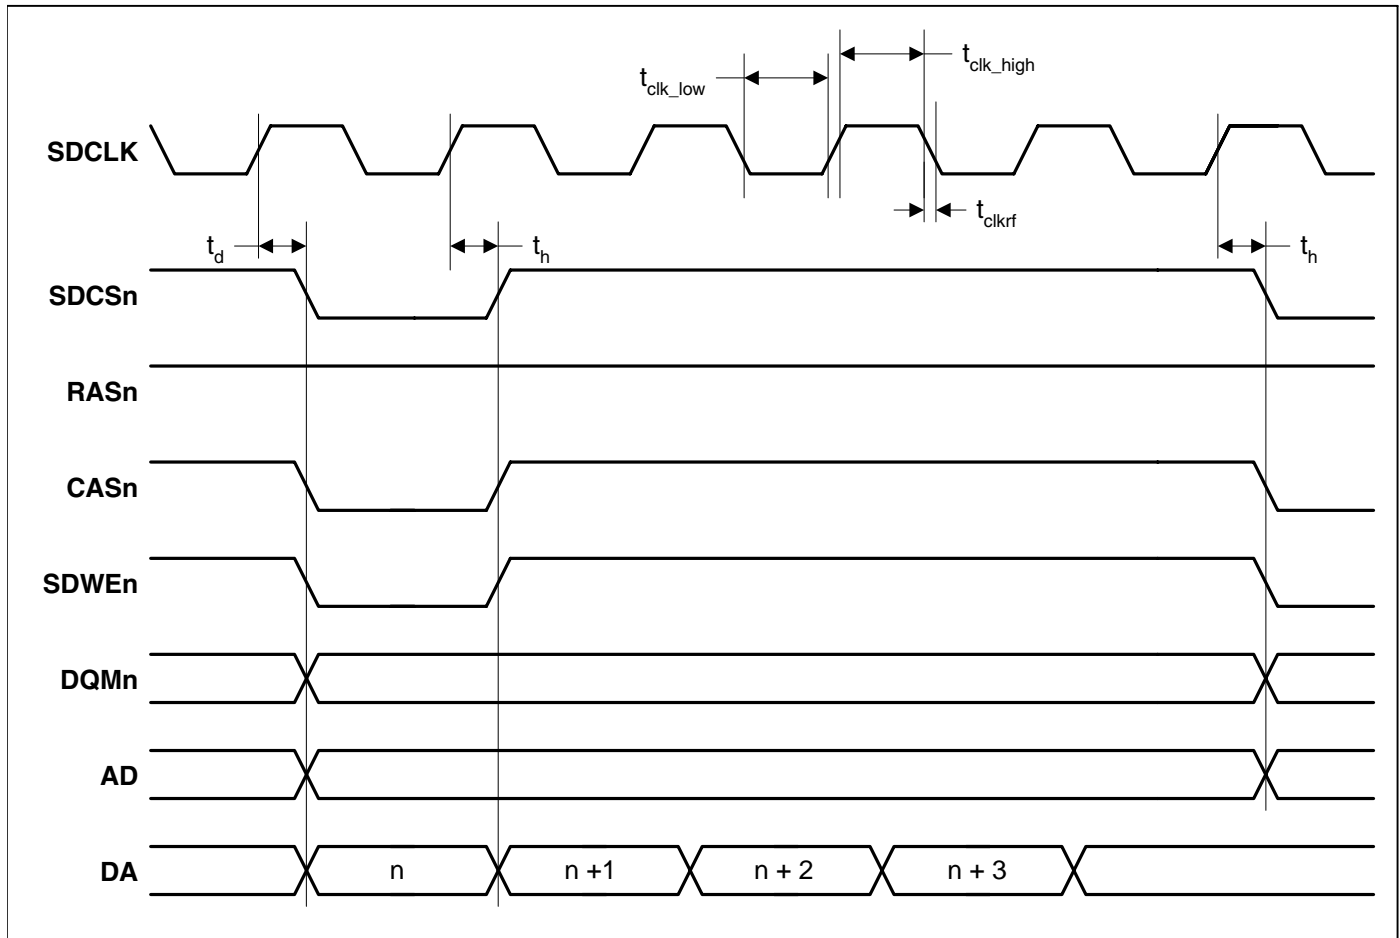 t_clk_high
t_clk_low
SDCLK
t_clkrf
t_d t_h t_h
SDCSn
RASn
CASn
SDWEn
DQMn
AD
DA n n +1 n + 2 n + 3